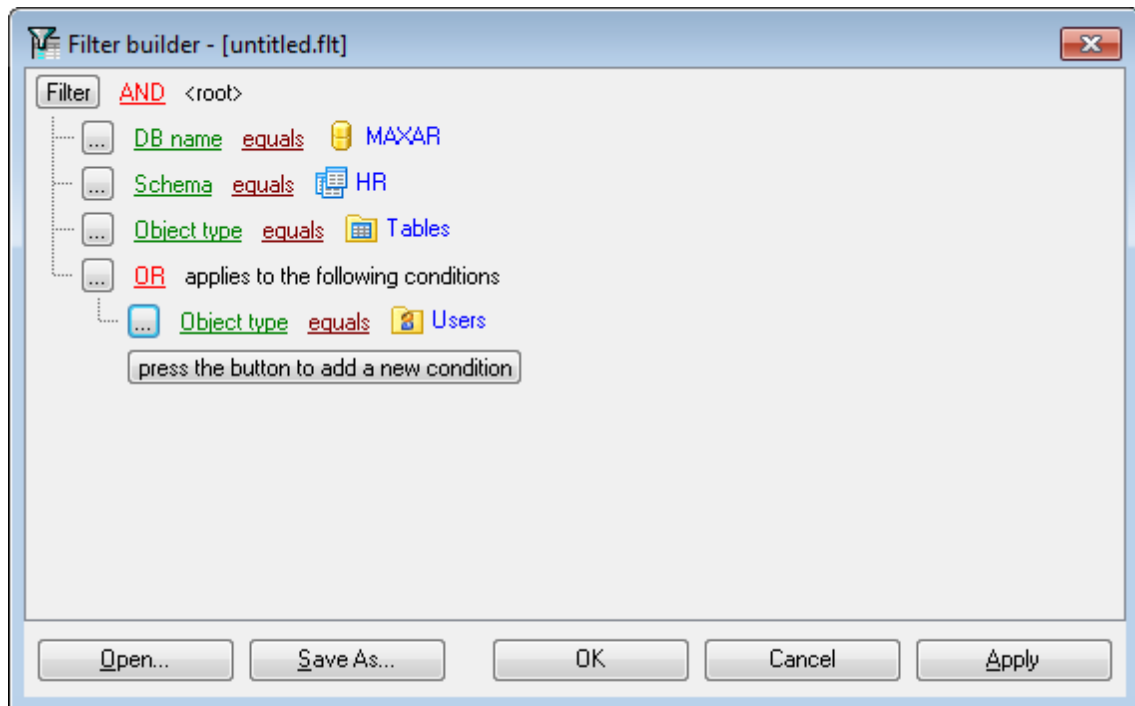 Filter builder - [untitled.flt]
Filter AND <root>
... DB name equals MAXAR
... Schema equals HR
... Object type equals Tables
... OR applies to the following conditions
... Object type equals Users
press the button to add a new condition
Open... Save As... OK Cancel Apply